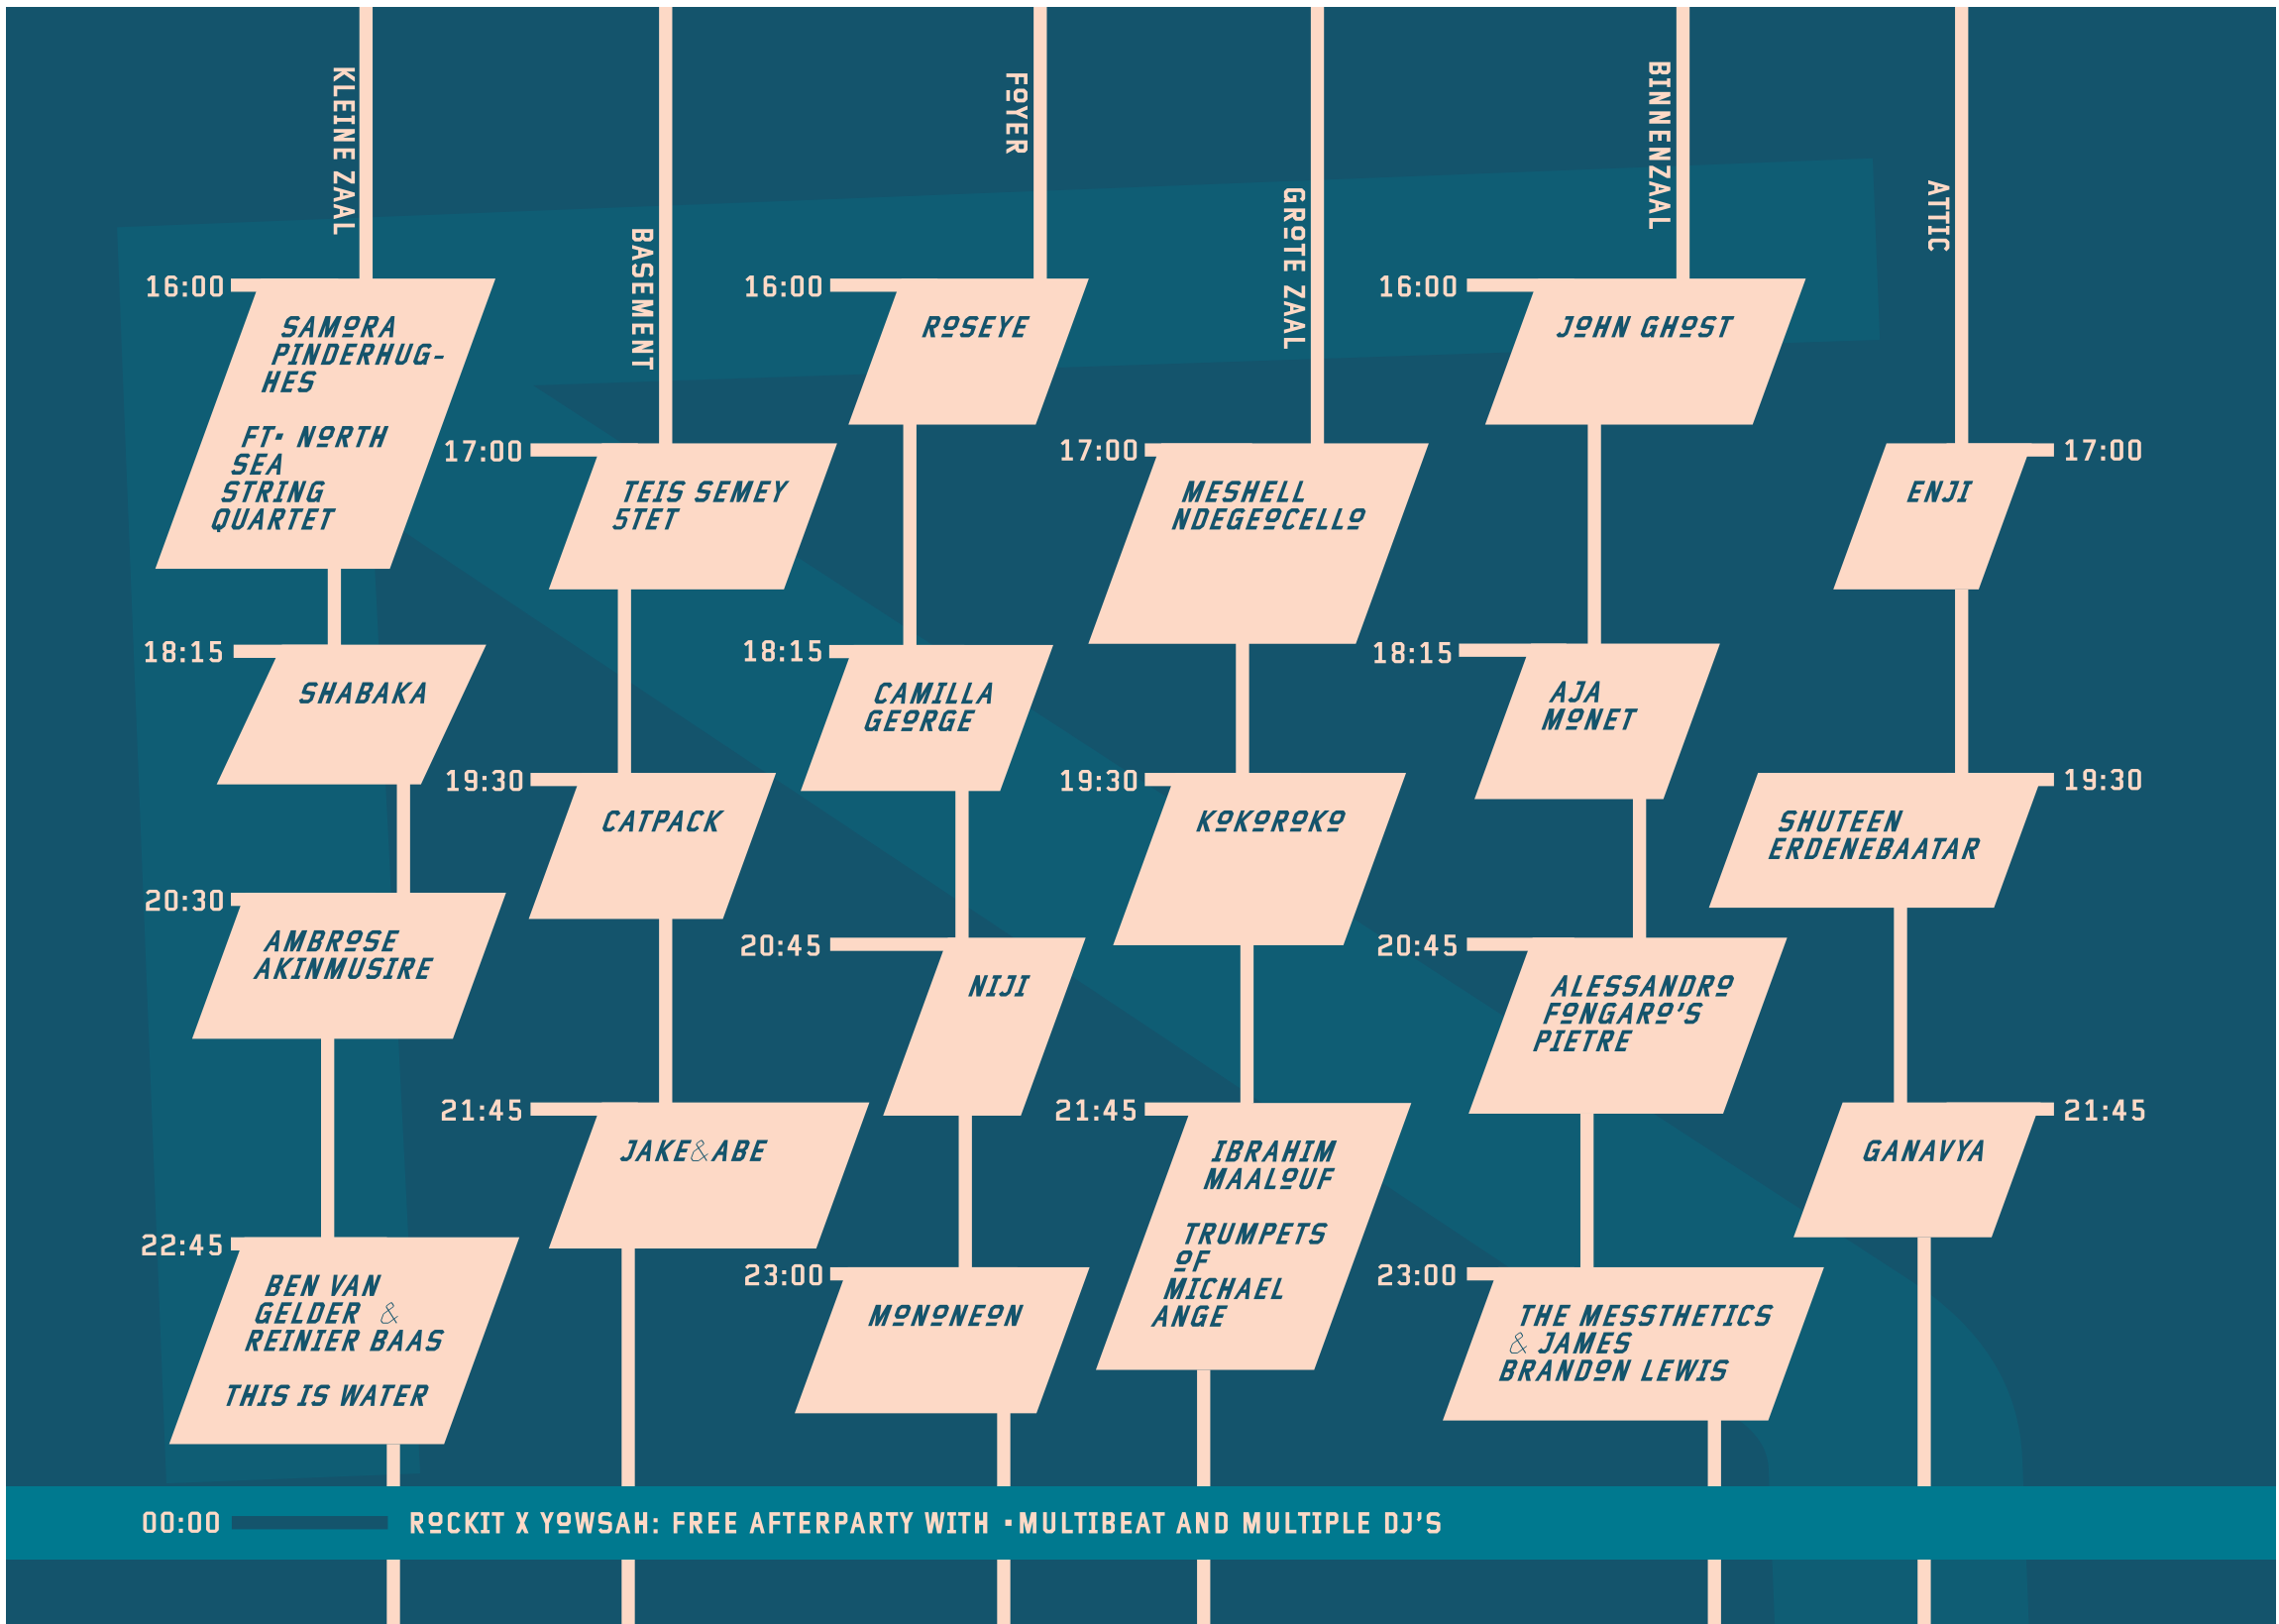 KLEINE ZAAL
16:00
SAMORA
PINDERHUG-
HES
FT. NORTH
SEA
STRING
QUARTET
18:15
SHABAKA
20:30
AMBROSE
AKINMUSIRE
22:45
BEN VAN
GELDER &
REINIER BAAS
THIS IS WATER
BASEMENT
17:00
TEIS SEMEY
5TET
19:30
CATPACK
21:45
JAKE&ABE
FOYER
16:00
ROSEYE
18:15
CAMILLA
GEORGE
20:45
NIJI
23:00
MONONEON
GROTE ZAAL
17:00
MESHELL
NDEGEOCELLO
19:30
KOKOROKO
21:45
IBRAHIM
MAALOUF
TRUMPETS
OF
MICHAEL
ANGE
BINNENZAAL
16:00
JOHN GHOST
18:15
AJA
MONET
20:45
ALESSANDRO
FONGARO'S
PIETRE
23:00
THE MESSTHETICS
& JAMES
BRANDON LEWIS
ATTIC
17:00
ENJI
19:30
SHUTEEN
ERDENEBAATAR
21:45
GANAVYA
00:00
ROCKIT X YOWSAH: FREE AFTERPARTY WITH .MULTIBEAT AND MULTIPLE DJ'S